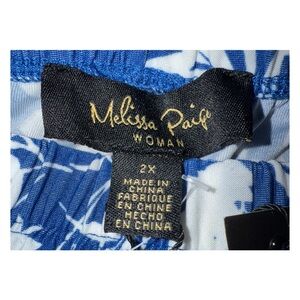 Melissa Paige
WOMAN
2X
MADE IN
CHINA
FABRIQUE
EN CHINE
HECHO
EN CHINA